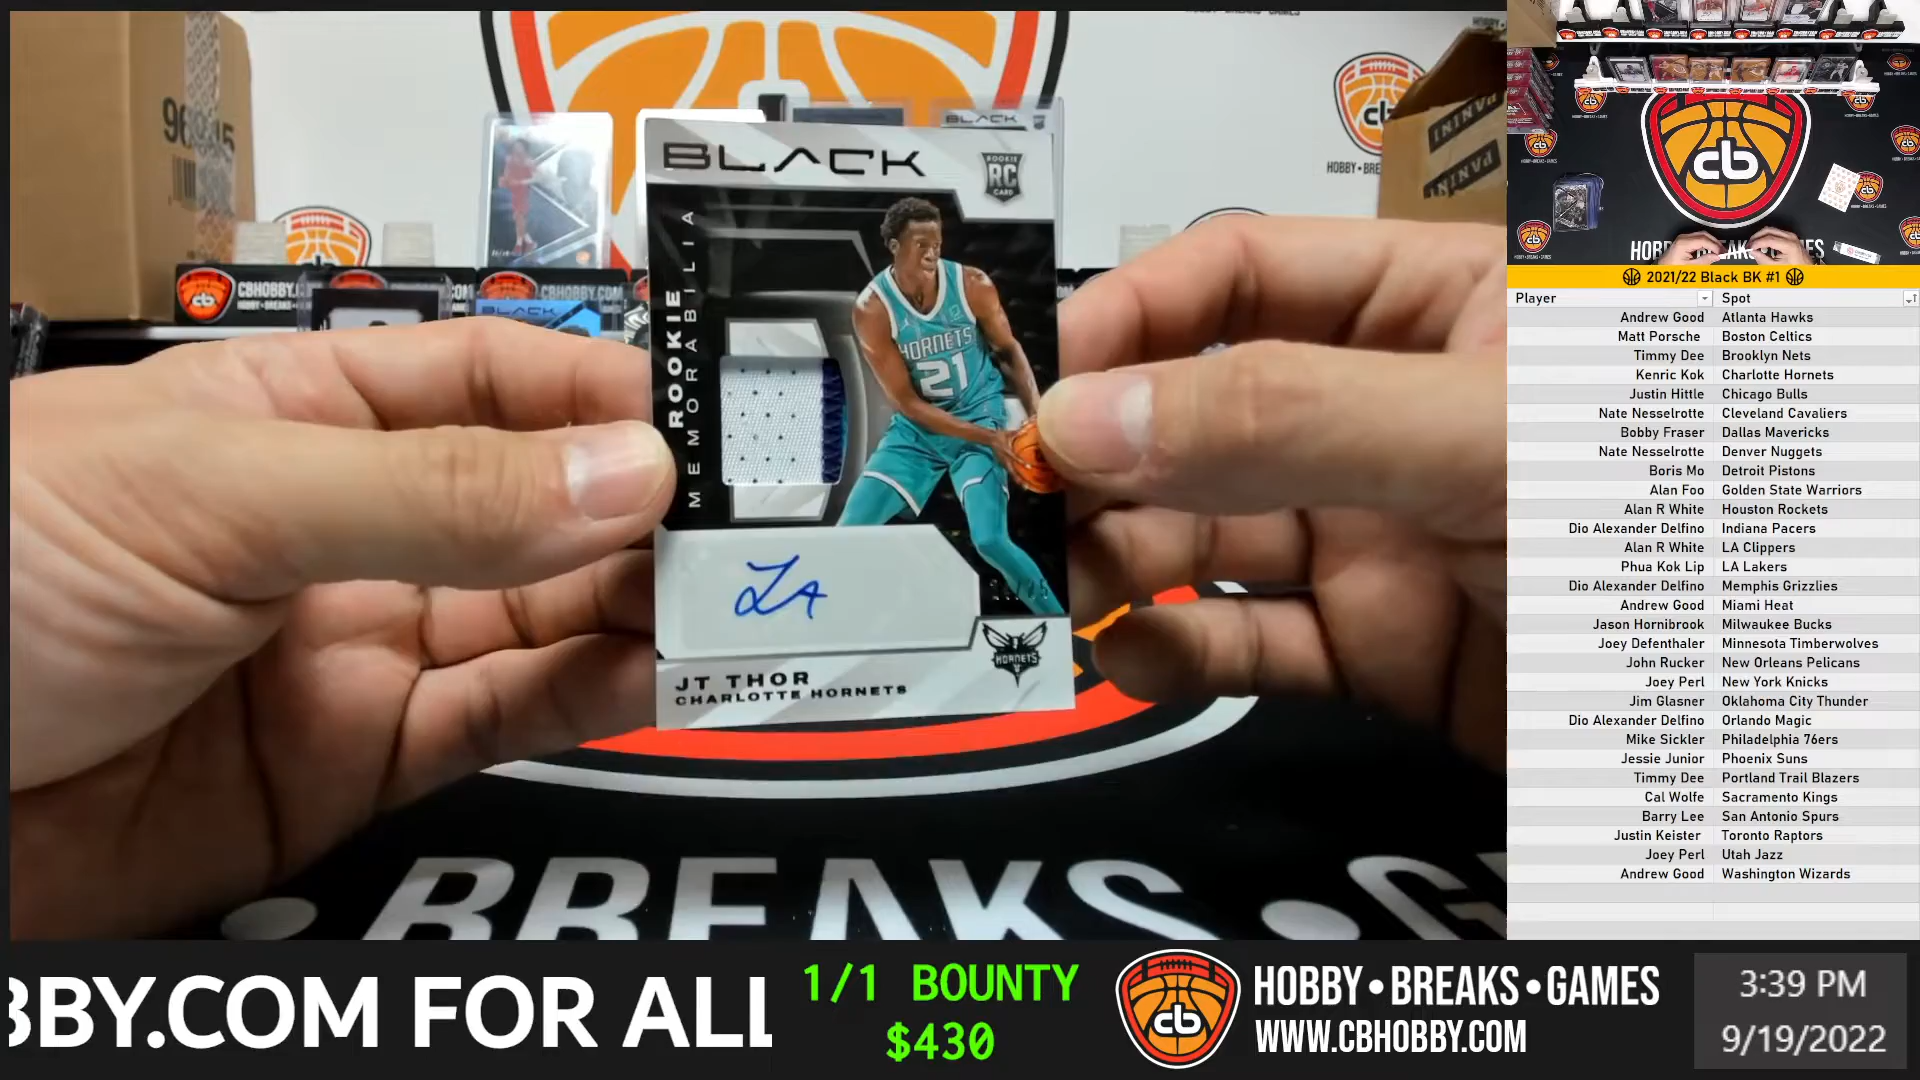 BLACK
ROOKIE
RC
CARD
ROOKIE
MEMORABILIA
HORNETS
21
HORNETS
JT THOR
CHARLOTTE HORNETS
BLACK
BLACK
PANINI
PANINI
CBHOBBY
HOBBY • BREAKS • GAMES
BREAKS
cb
2021/22 Black BK #1
Player Spot
Andrew Good Atlanta Hawks
Matt Porsche Boston Celtics
Timmy Dee Brooklyn Nets
Kenric Kok Charlotte Hornets
Justin Hittle Chicago Bulls
Nate Nesselrotte Cleveland Cavaliers
Bobby Fraser Dallas Mavericks
Nate Nesselrotte Denver Nuggets
Boris Mo Detroit Pistons
Alan Foo Golden State Warriors
Alan R White Houston Rockets
Dio Alexander Delfino Indiana Pacers
Alan R White LA Clippers
Phua Kok Lip LA Lakers
Dio Alexander Delfino Memphis Grizzlies
Andrew Good Miami Heat
Jason Hornibrook Milwaukee Bucks
Joey Defenthaler Minnesota Timberwolves
John Rucker New Orleans Pelicans
Joey Perl New York Knicks
Jim Glasner Oklahoma City Thunder
Dio Alexander Delfino Orlando Magic
Mike Sickler Philadelphia 76ers
Jessie Junior Phoenix Suns
Timmy Dee Portland Trail Blazers
Cal Wolfe Sacramento Kings
Barry Lee San Antonio Spurs
Justin Keister Toronto Raptors
Joey Perl Utah Jazz
Andrew Good Washington Wizards
BBY.COM FOR ALL
1/1 BOUNTY
$430
cb
HOBBY • BREAKS • GAMES
WWW.CBHOBBY.COM
3:39 PM
9/19/2022